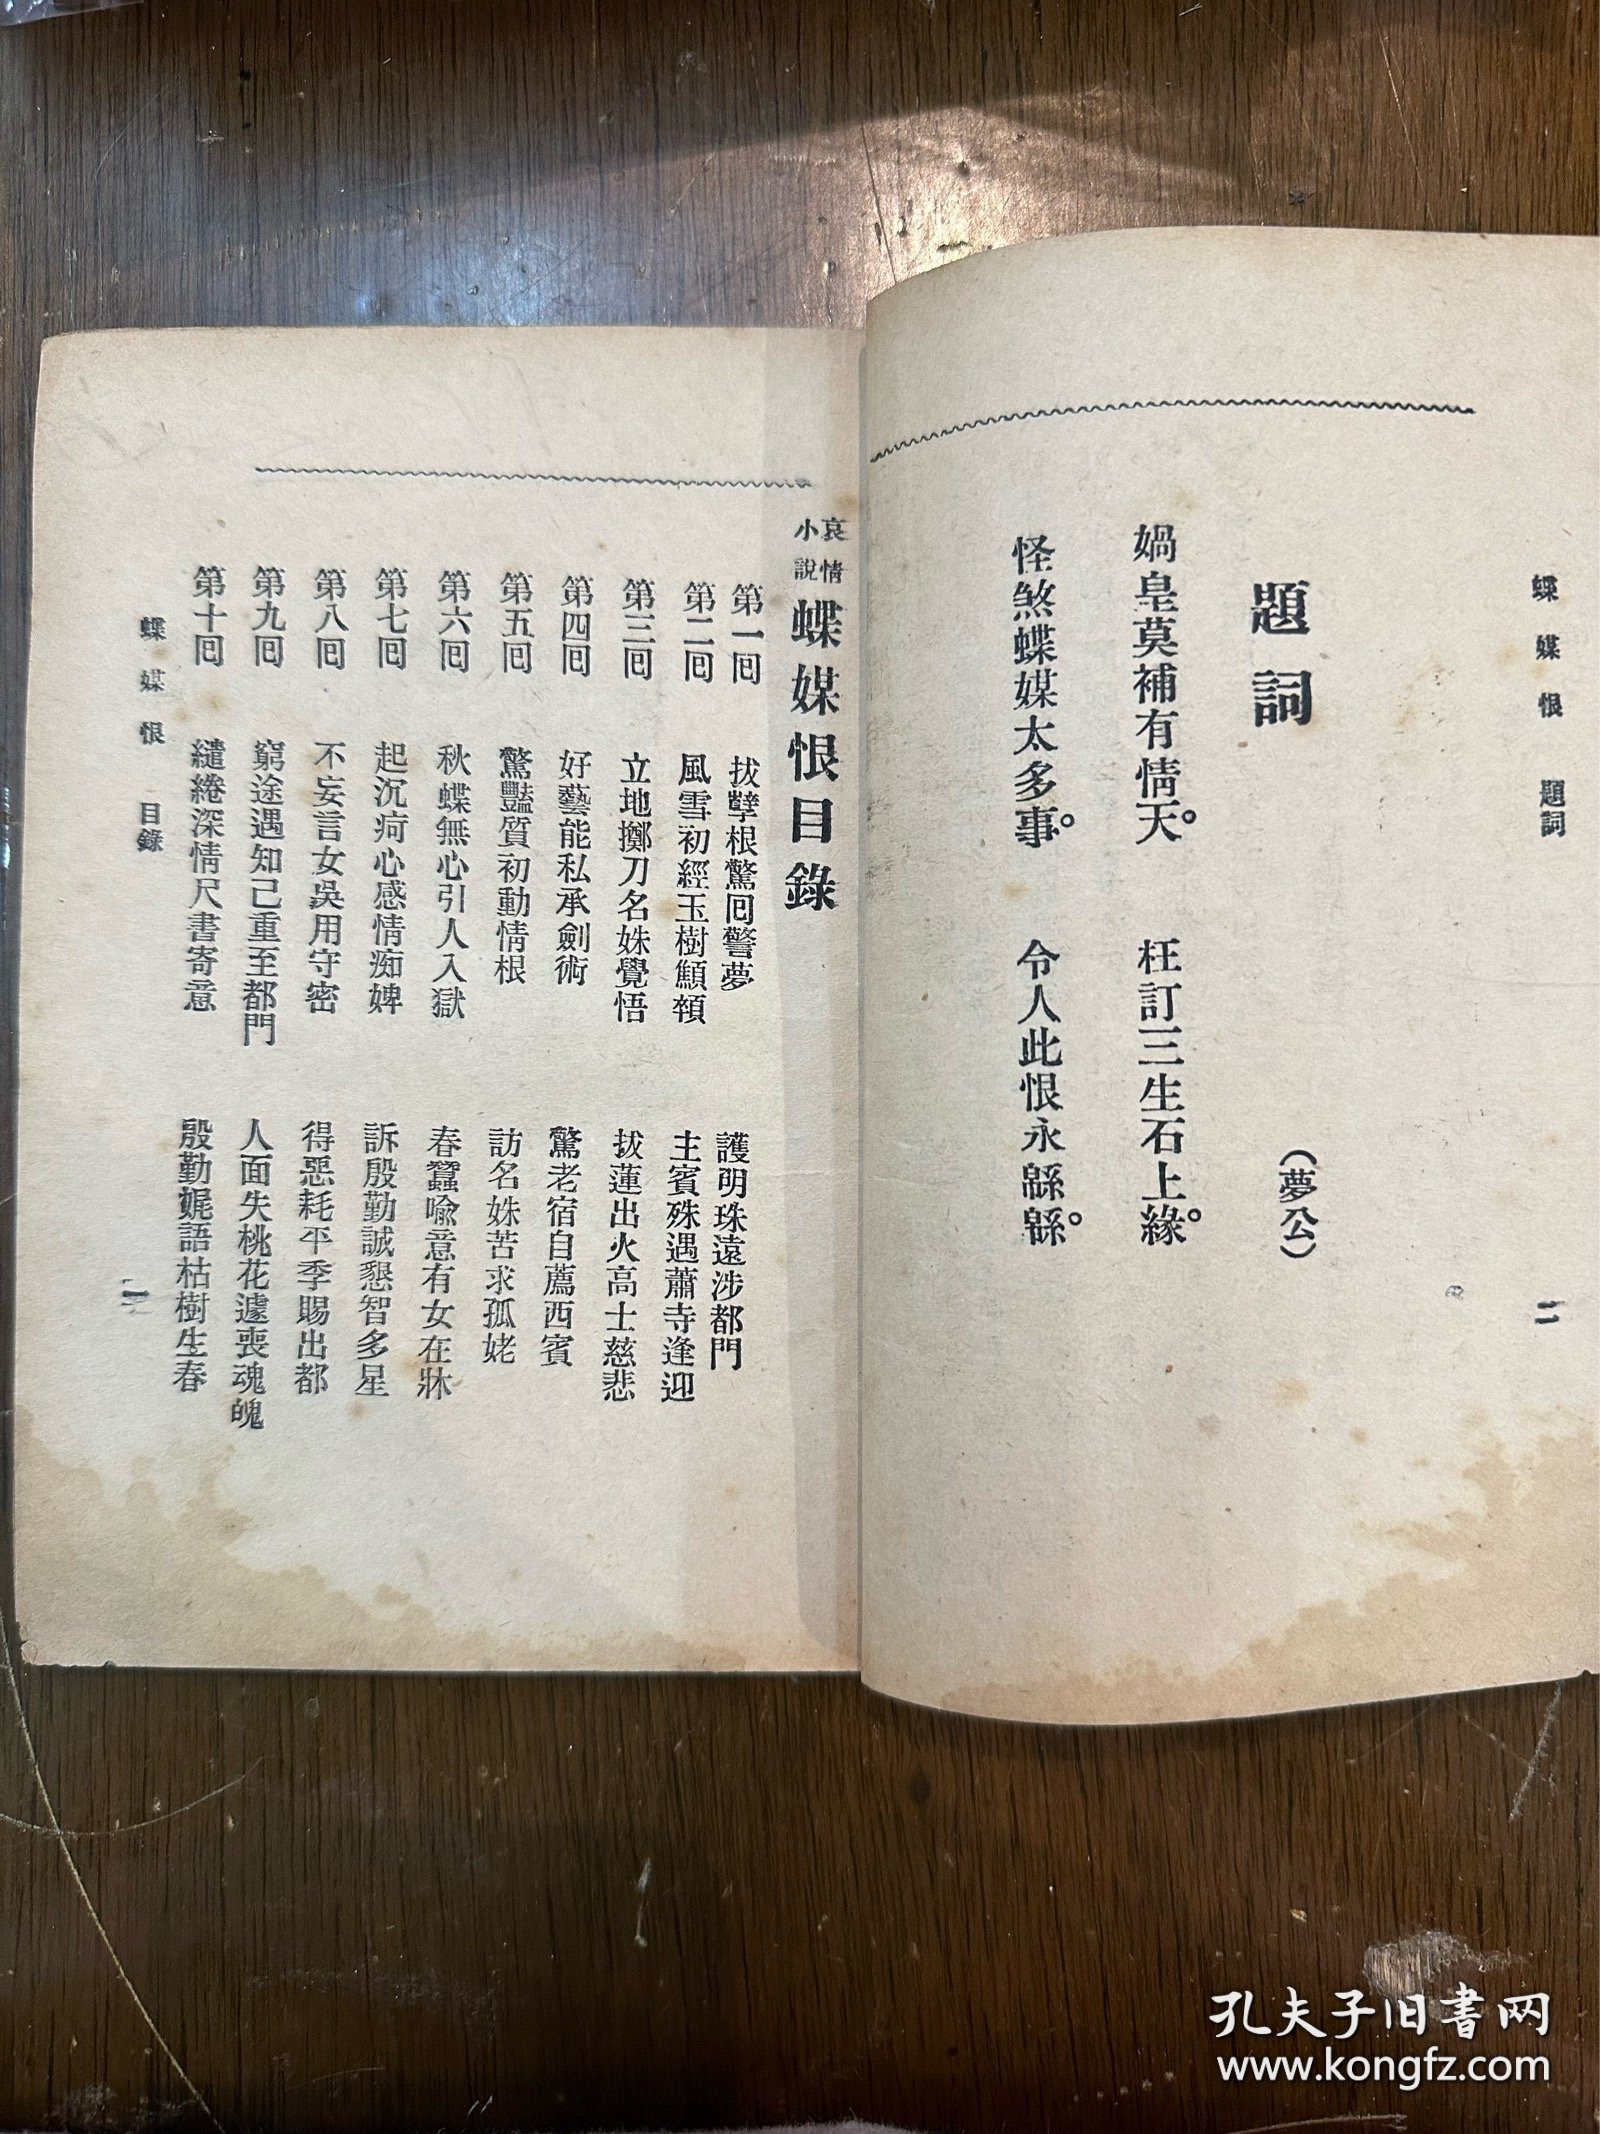 蝶媒恨 題詞 二
題詞
(夢公)
媧皇莫補有情天。 枉訂三生石上緣。
怪煞蝶媒太多事。 令人此恨永緜緜。
哀情小說 蝶媒恨目錄
第一回 拔孽根驚回警夢 護明珠遠涉都門
第二回 風雪初經玉樹顦顇 主賓殊遇蕭寺逢迎
第三回 立地擲刀名姝覺悟 拔蓮出火高士慈悲
第四回 好藝能私承劍術 驚老宿自薦西賓
第五回 驚豔質初動情根 訪名姝苦求孤姥
第六回 秋蝶無心引人入獄 春蠶喩意有女在牀
第七回 起沉疴心感情痴婢 訴殷勤誠懇智多星
第八回 不妄言女吳用守密 得惡耗平季賜出都
第九回 窮途遇知己重至都門 人面失桃花遽喪魂魄
第十回 繾綣深情尺書寄意 殷勤娓語枯樹生春
蝶媒恨 目錄 一
孔夫子旧书网
www.kongfz.com